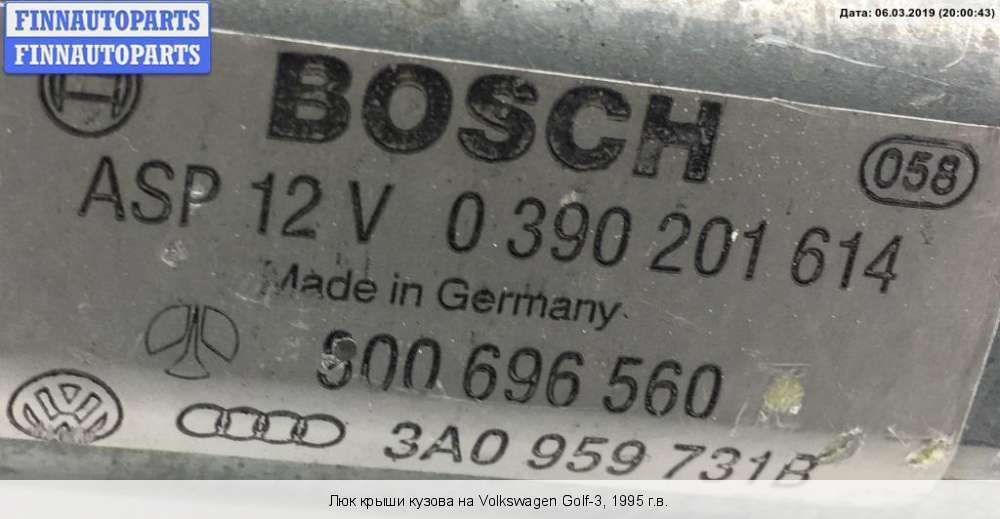 FINNAUTOPARTS
FINNAUTOPARTS
Дата: 06.03.2019 (20:00:43)
BOSCH
058
ASP 12 V 0 390 201 614
Made in Germany
800 696 560
3A0 959 731B
Люк крыши кузова на Volkswagen Golf-3, 1995 г.в.